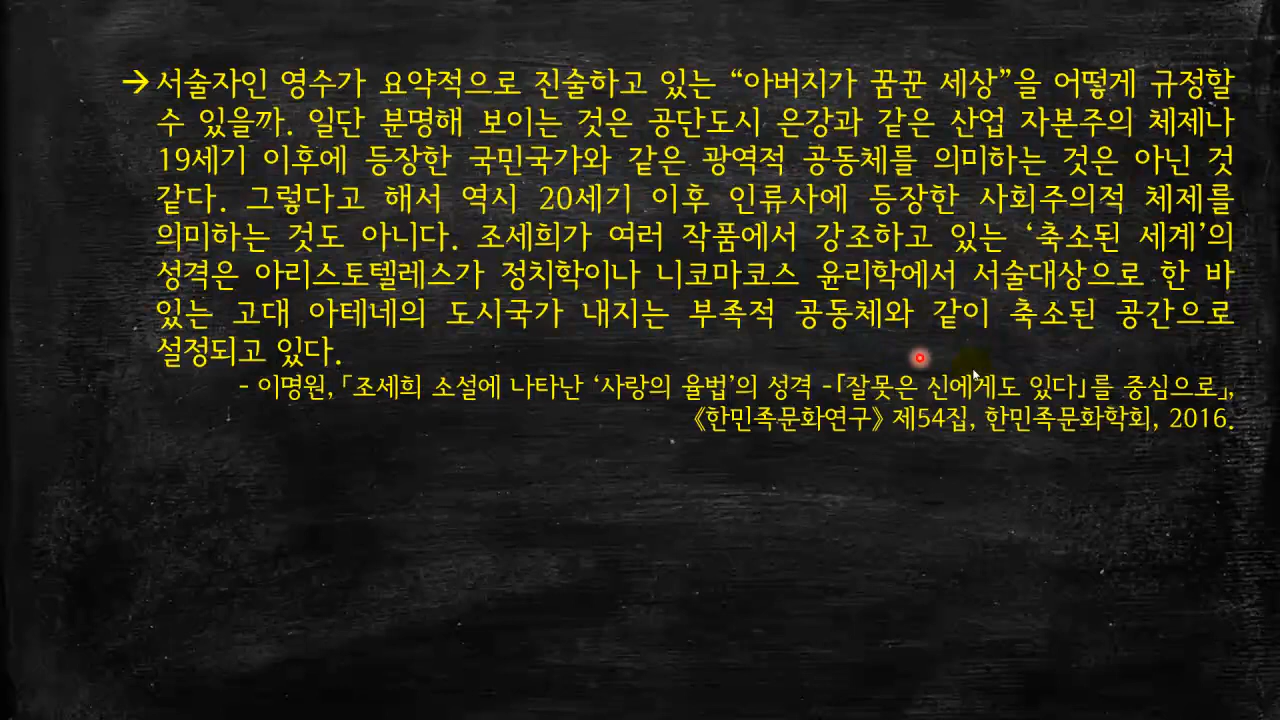 →서술자인 영수가 요약적으로 진술하고 있는 “아버지가 꿈꾼 세상”을 어떻게 규정할
수 있을까. 일단 분명해 보이는 것은 공단도시 은강과 같은 산업 자본주의 체제나
19세기 이후에 등장한 국민국가와 같은 광역적 공동체를 의미하는 것은 아닌 것
같다. 그렇다고 해서 역시 20세기 이후 인류사에 등장한 사회주의적 체제를
의미하는 것도 아니다. 조세희가 여러 작품에서 강조하고 있는 ‘축소된 세계’의
성격은 아리스토텔레스가 정치학이나 니코마코스 윤리학에서 서술대상으로 한 바
있는 고대 아테네의 도시국가 내지는 부족적 공동체와 같이 축소된 공간으로
설정되고 있다.
- 이명원, 「조세희 소설에 나타난 ‘사랑의 율법’의 성격 -「잘못은 신에게도 있다」를 중심으로」,
《한민족문화연구》 제54집, 한민족문화학회, 2016.